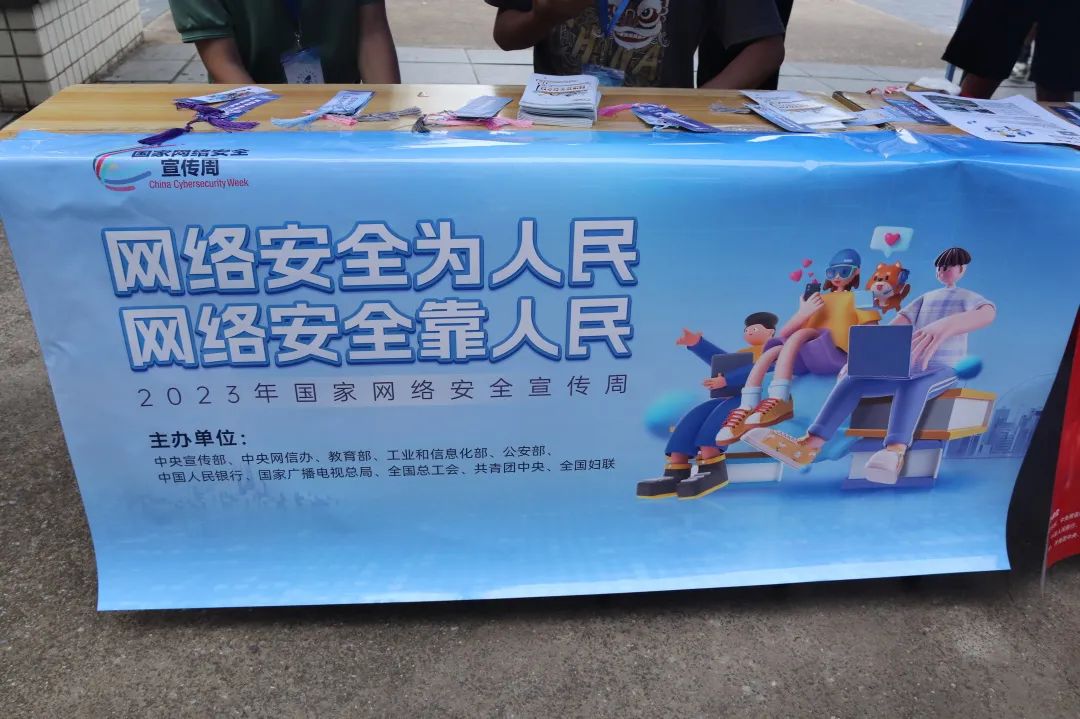 国家网络安全
宣传周
China Cybersecurity Week
网络安全为人民
网络安全靠人民
2023年国家网络安全宣传周
主办单位：
中央宣传部、中央网信办、教育部、工业和信息化部、公安部、
中国人民银行、国家广播电视总局、全国总工会、共青团中央、全国妇联